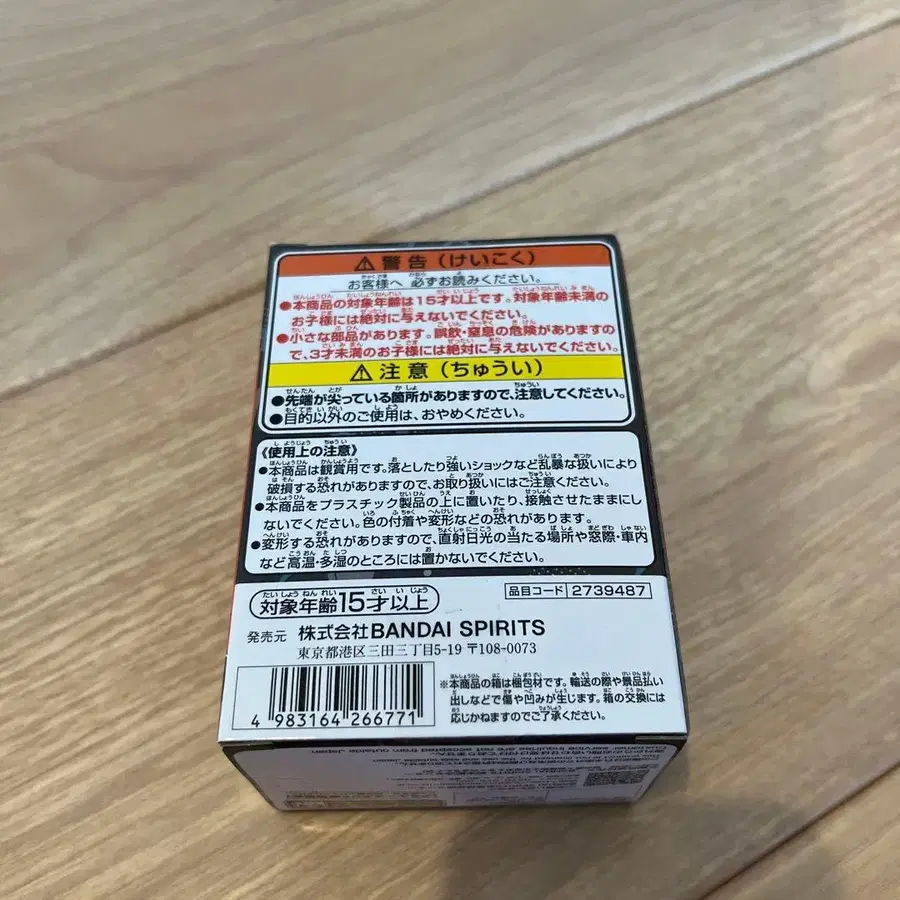 ⚠警告(けいこく)
お客様へ 必ずお読みください。
●本商品の対象年齢は15才以上です。対象年齢未満の
お子様には絶対に与えないでください。
●小さな部品があります。誤飲・窒息の危険がありますの
で、3才未満のお子様には絶対に与えないでください。
⚠注意(ちゅうい)
●先端が尖っている箇所がありますので、注意してください。
●目的以外のご使用は、おやめください。
《使用上の注意》
●本商品は観賞用です。落としたり強いショックなど乱暴な扱いにより
破損する恐れがありますので、お取り扱いにはご注意ください。
●本商品をプラスチック製品の上に置いたり、接触させたままにし
ないでください。色の付着や変形などの恐れがあります。
●変形する恐れがありますので、直射日光の当たる場所や窓際・車内
など高温・多湿のところには置かないでください。
対象年齢15才以上
品目コード 2739487
発売元 株式会社BANDAI SPIRITS
東京都港区三田三丁目5-19 〒108-0073
4 983164 266771
※本商品の箱は梱包材です。輸送の際や景品払い
出しなどで傷や凹みが生じます。箱の交換には
応じかねますのでご了承ください。
Customer service inquiries are not accepted from outside Japan